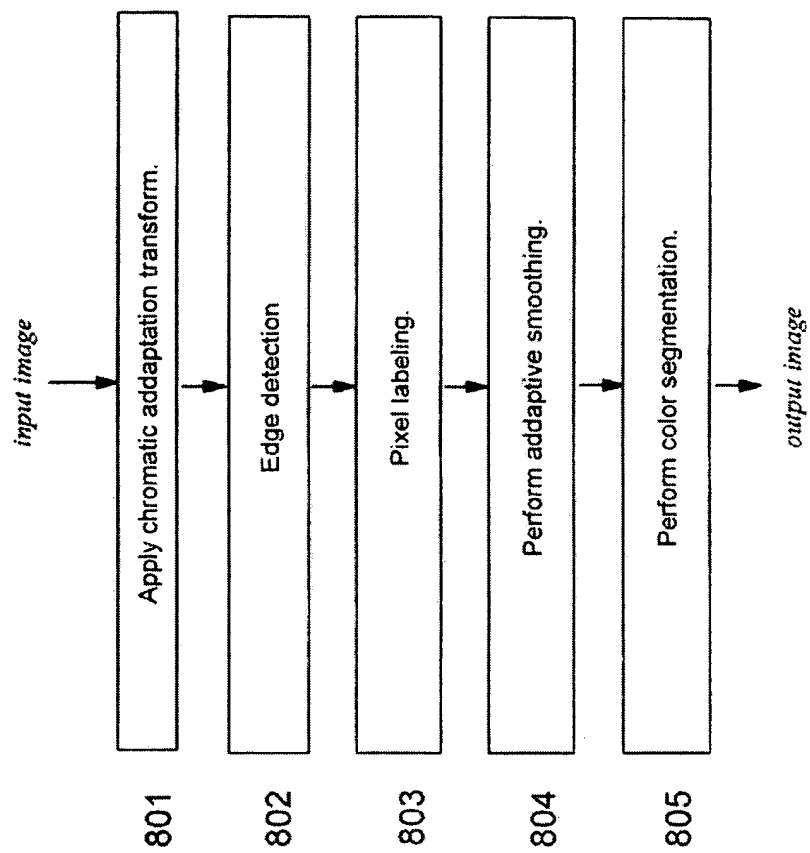 input image
801
Apply chromatic addaptation transform.
802
Edge detection
803
Pixel labeling.
804
Perform addaptive smoothing.
805
Perform color segmentation.
output image